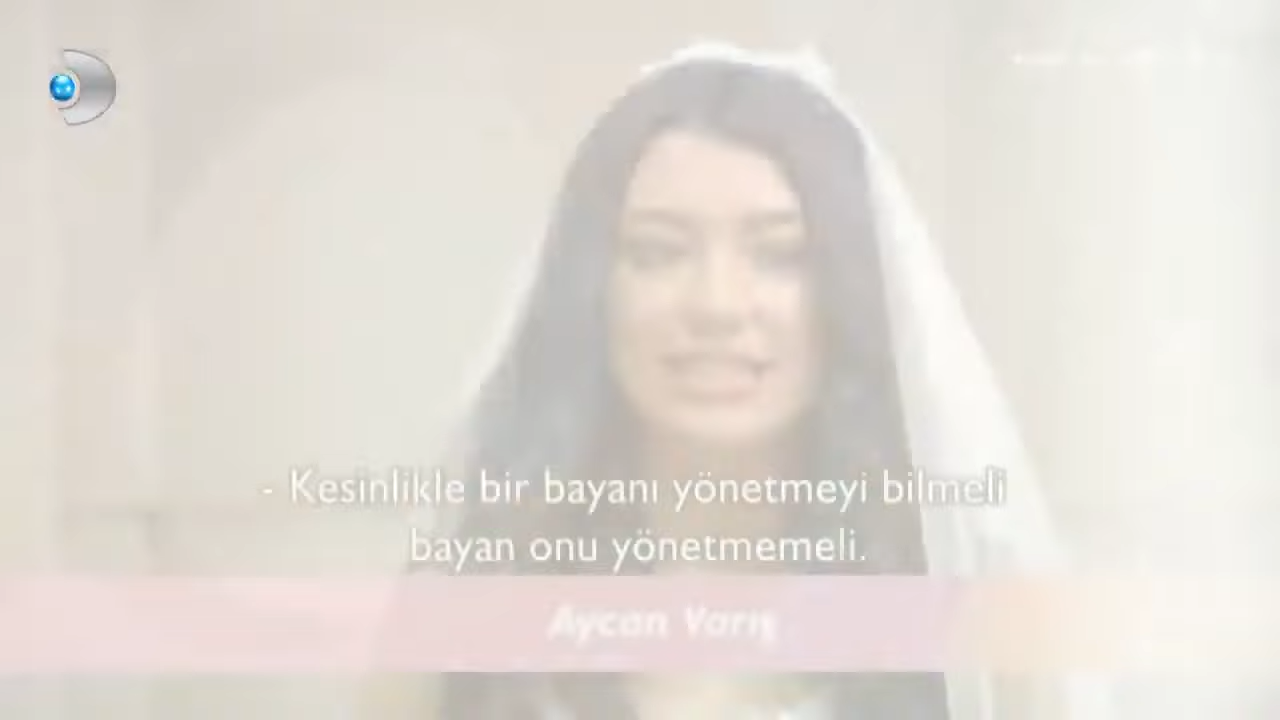 - Kesinlikle bir bayanı yönetmeyi bilmeli
bayan onu yönetmemeli.
Aycan Varış